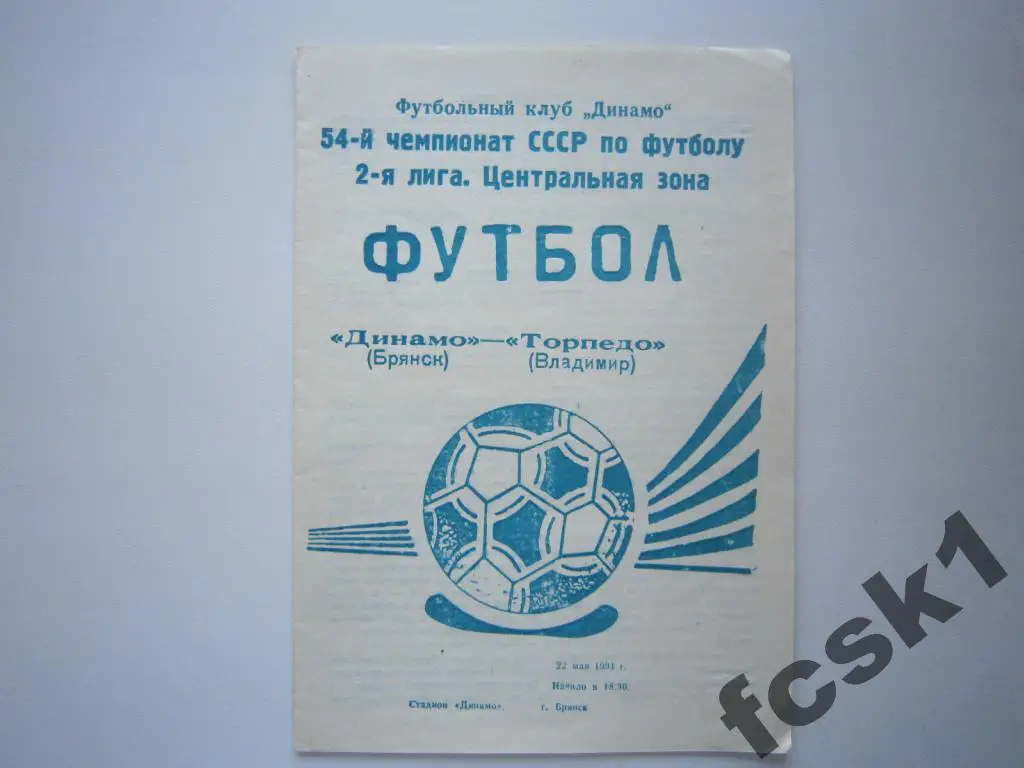 Футбольный клуб „Динамо“
54-й чемпионат СССР по футболу
2-я лига. Центральная зона
ФУТБОЛ
«Динамо»—«Торпедо»
(Брянск) (Владимир)
22 мая 1991 г.
Начало в 18.30.
Стадион «Динамо». г. Брянск
fcsk1